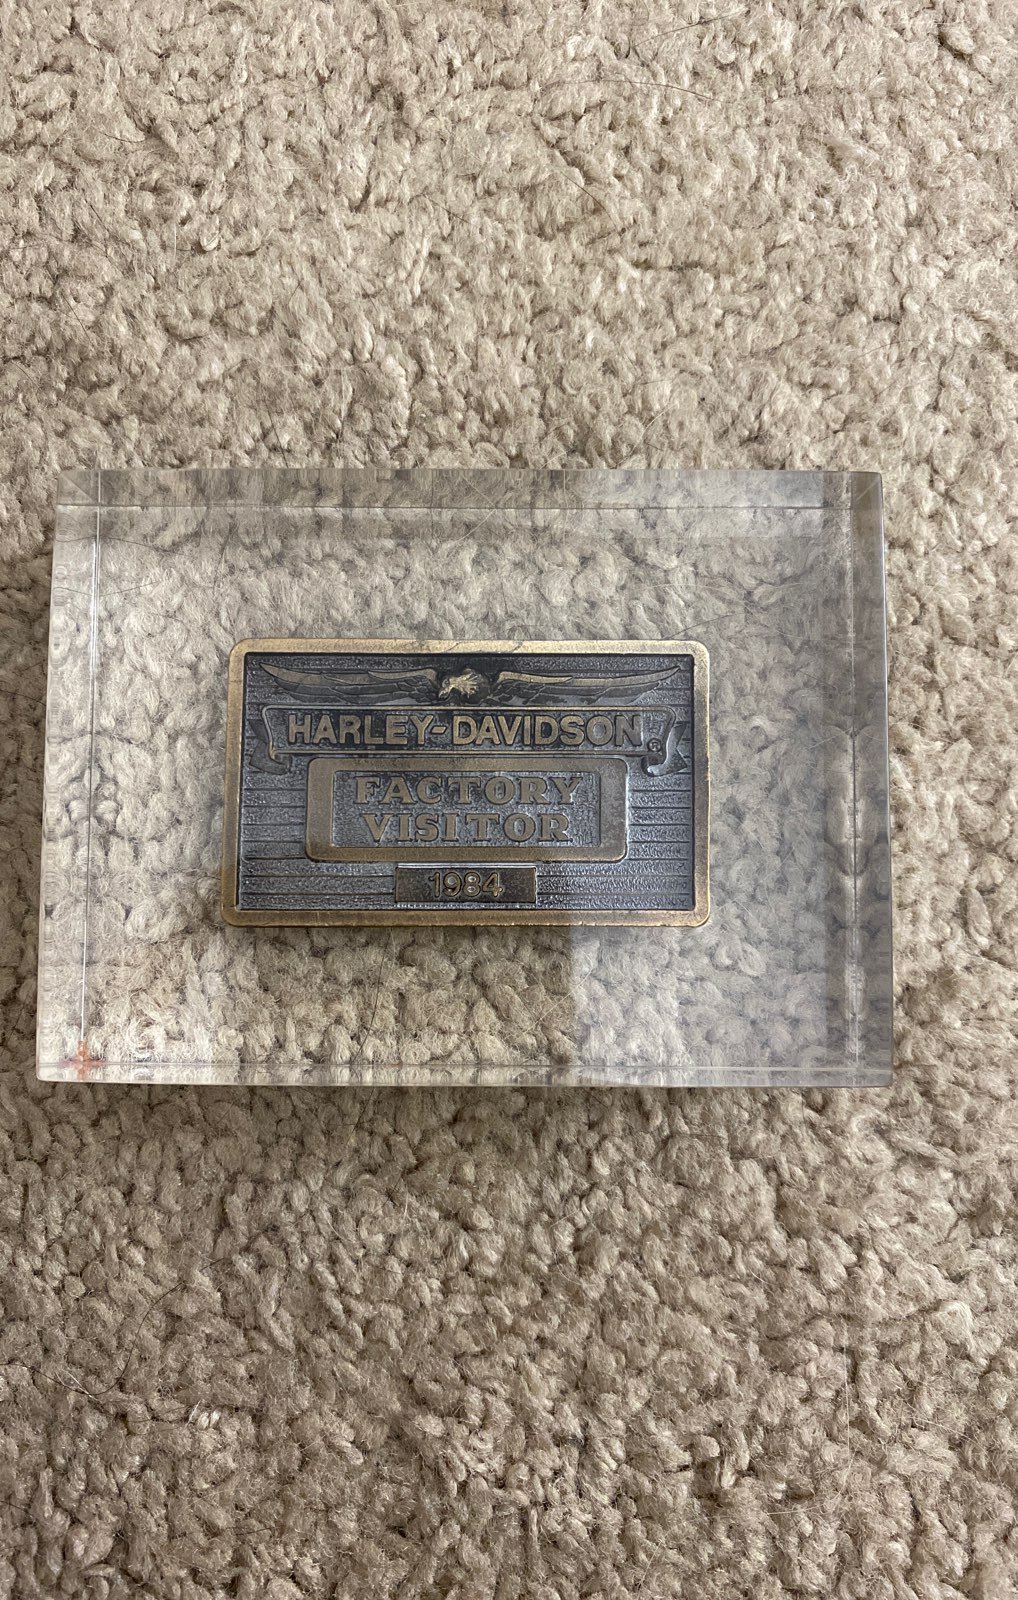 HARLEY-DAVIDSON®
FACTORY
VISITOR
1984